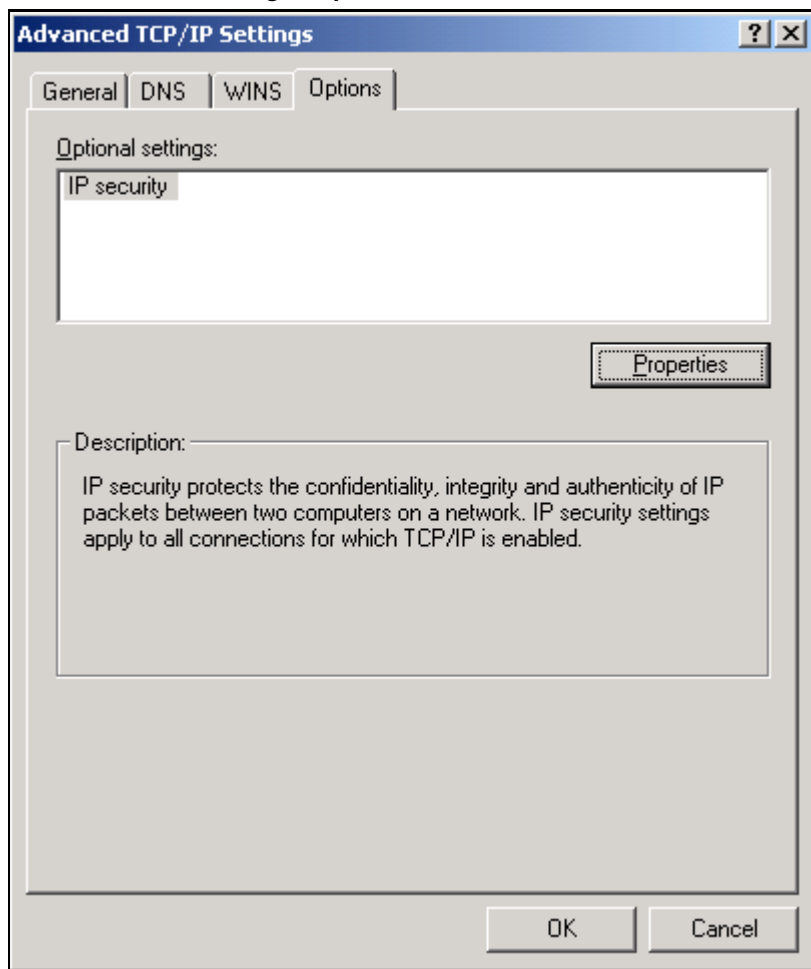 Advanced TCP/IP Settings
General DNS WINS Options
Optional settings:
IP security
Properties
Description:
IP security protects the confidentiality, integrity and authenticity of IP
packets between two computers on a network. IP security settings
apply to all connections for which TCP/IP is enabled.
OK Cancel